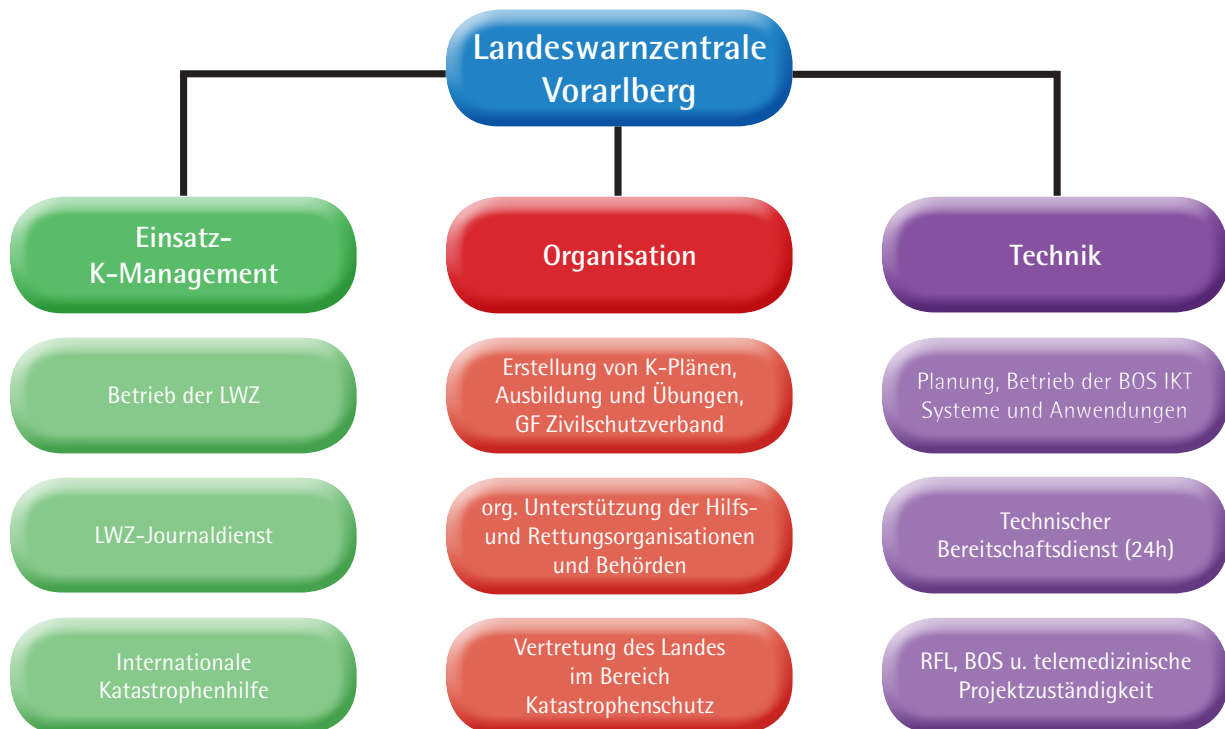 Landeswarnzentrale
Vorarlberg
Einsatz-
K-Management
Betrieb der LWZ
LWZ-Journaldienst
Internationale
Katastrophenhilfe
Organisation
Erstellung von K-Plänen,
Ausbildung und Übungen,
GF Zivilschutzverband
org. Unterstützung der Hilfs-
und Rettungsorganisationen
und Behörden
Vertretung des Landes
im Bereich
Katastrophenschutz
Technik
Planung, Betrieb der BOS IKT
Systeme und Anwendungen
Technischer
Bereitschaftsdienst (24h)
RFL, BOS u. telemedizinische
Projektzuständigkeit